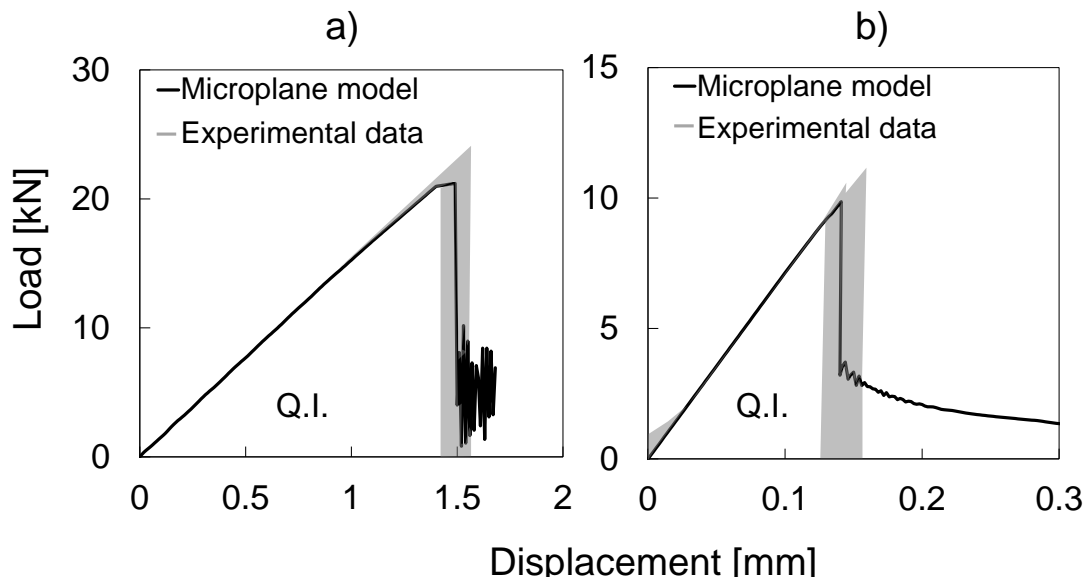 a)
30
20
10
0
Load [kN]
Microplane model
Experimental data
Q.I.
0
0.5
1
1.5
2
b)
15
10
5
0
Microplane model
Experimental data
Q.I.
0
0.1
0.2
0.3
Displacement [mm]